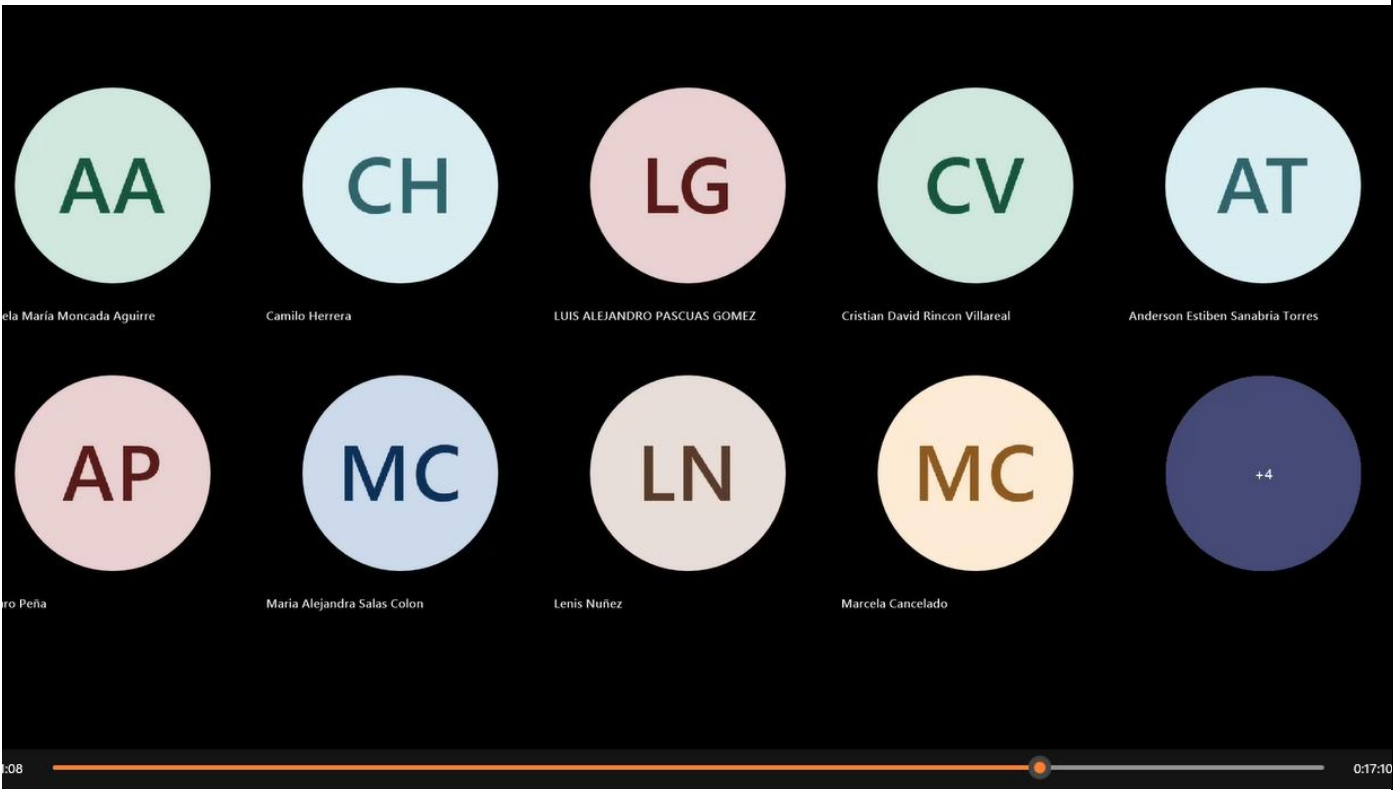 AA CH LG CV AT
ela María Moncada Aguirre Camilo Herrera LUIS ALEJANDRO PASCUAS GOMEZ Cristian David Rincon Villareal Anderson Estiben Sanabria Torres
AP MC LN MC +4
ro Peña Maria Alejandra Salas Colon Lenis Nuñez Marcela Cancelado
:08 0:17:10